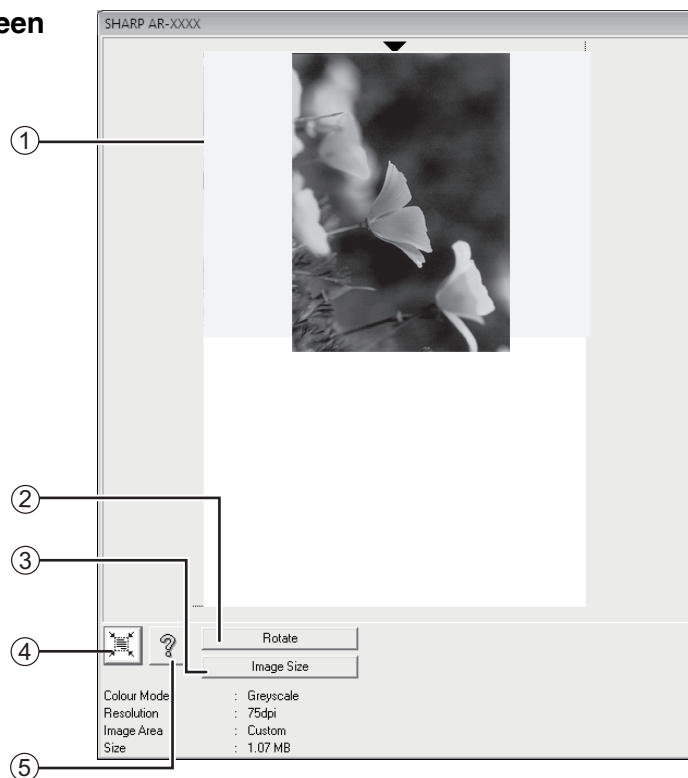 een
SHARP AR-XXXX
①
②
Rotate
③
Image Size
④
Colour Mode : Greyscale
Resolution : 75dpi
Image Area : Custom
Size : 1.07 MB
⑤